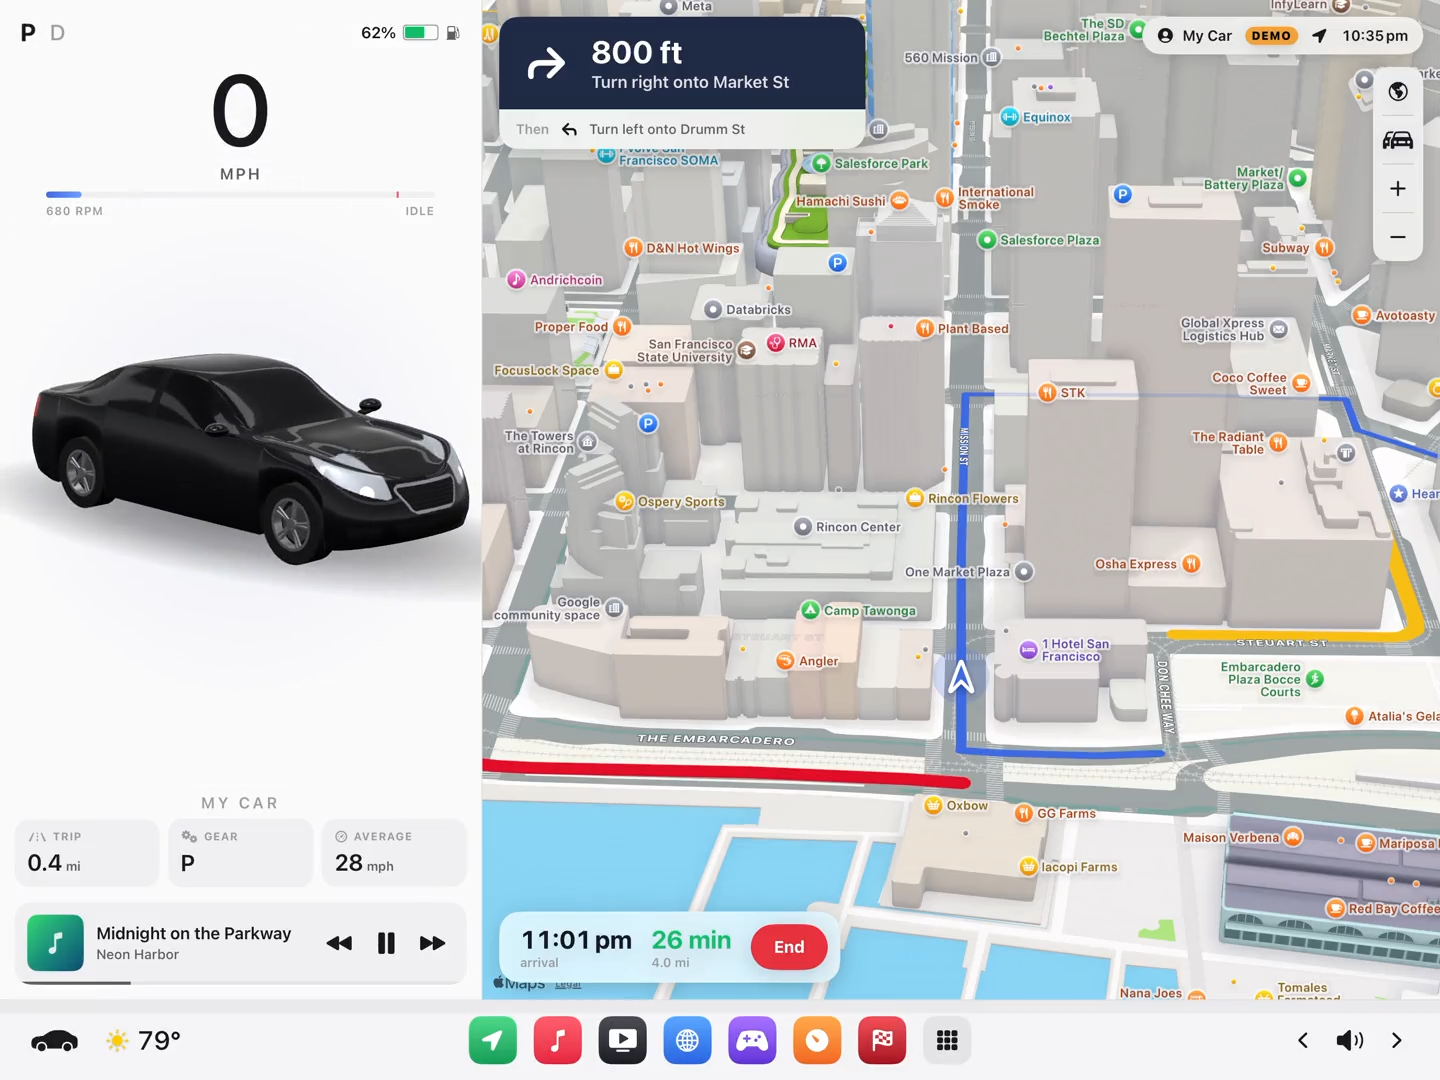 P D
62%
0
MPH
680 RPM
IDLE
MY CAR
TRIP
0.4 mi
GEAR
P
AVERAGE
28 mph
Midnight on the Parkway
Neon Harbor
79°
800 ft
Turn right onto Market St
Then
Turn left onto Drumm St
My Car
DEMO
10:35 pm
+
−
Meta
InfyLearn
The SD
Bechtel Plaza
560 Mission
Equinox
Francisco SOMA
Salesforce Park
Market/
Battery Plaza
Hamachi Sushi
International
Smoke
P
Salesforce Plaza
Subway
D&N Hot Wings
P
Andrichcoin
Databricks
Proper Food
Plant Based
Global Xpress
Logistics Hub
Avotoasty
San Francisco
State University
RMA
MARKET ST
FocusLock Space
Coco Coffee
Sweet
STK
P
The Towers
at Rincon
MISSION ST
The Radiant
Table
Ospery Sports
Rincon Flowers
Hear
Rincon Center
One Market Plaza
Osha Express
Google
community space
Camp Tawonga
STEUART ST
1 Hotel San
Francisco
STEUART ST
Angler
DON CHEE WAY
Embarcadero
Plaza Bocce
Courts
Atalia's Gela
THE EMBARCADERO
Oxbow
GG Farms
Maison Verbena
Mariposa
Iacopi Farms
Red Bay Coffee
11:01 pm
arrival
26 min
4.0 mi
End
Maps
Legal
Nana Joes
Tomales
Farmstead